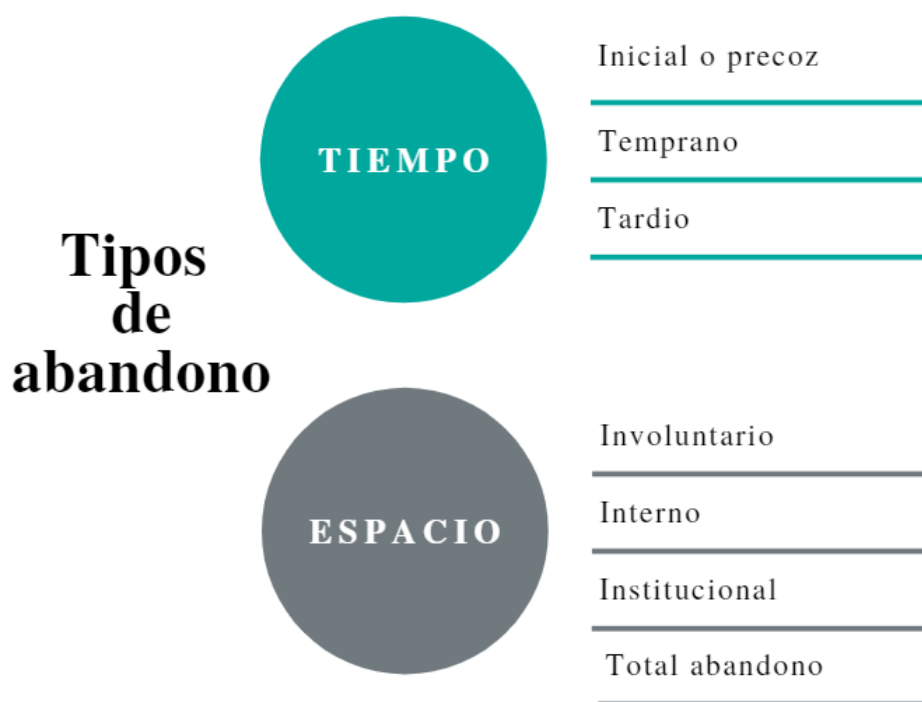 Tipos
de
abandono
TIEMPO
Inicial o precoz
Temprano
Tardio
ESPACIO
Involuntario
Interno
Institucional
Total abandono